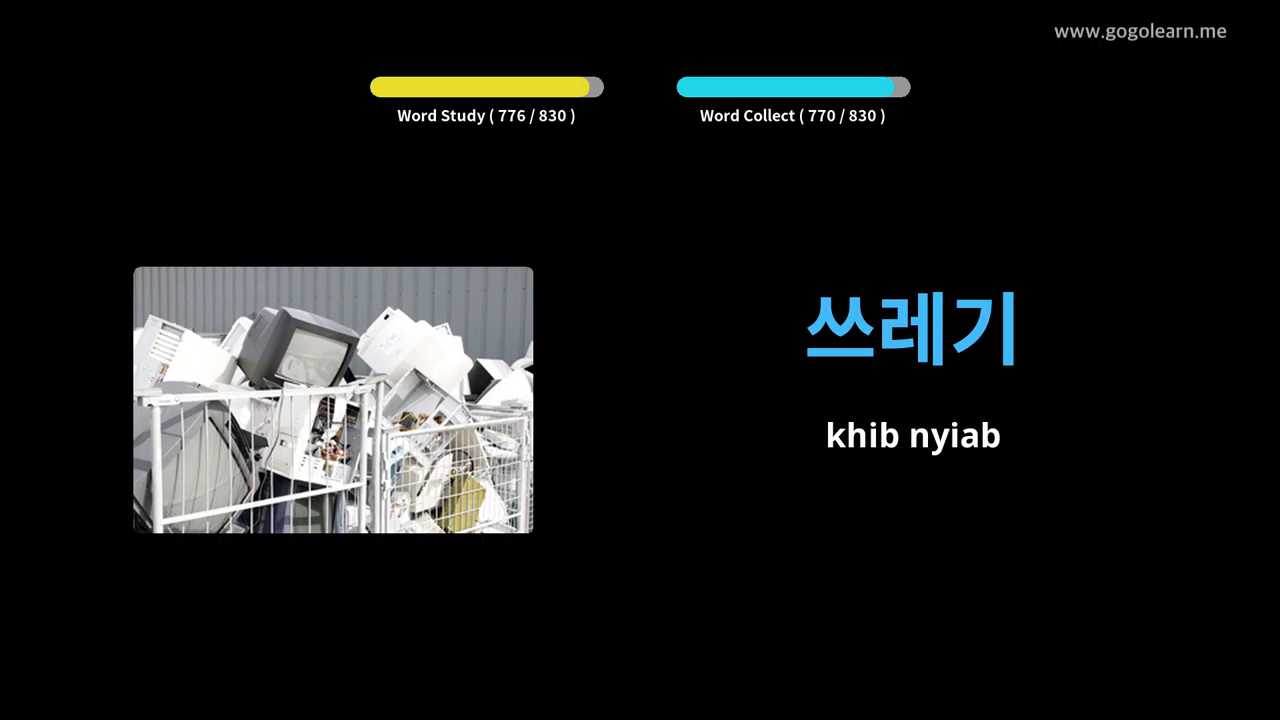 www.gogolearn.me
Word Study ( 776 / 830 )
Word Collect ( 770 / 830 )
쓰레기
khib nyiab